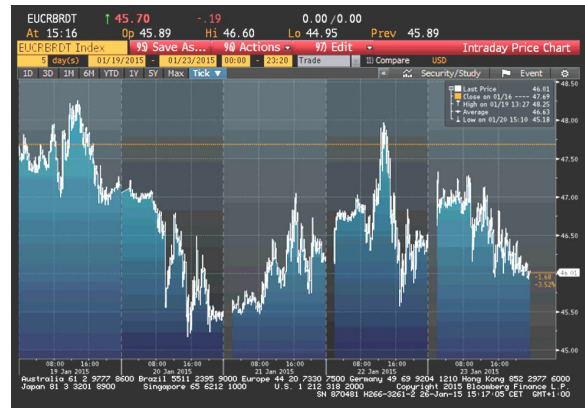 EUCRBRDT ↑ 45.70 -.19 0.00/0.00
At 15:16 Op 45.89 Hi 46.60 Lo 44.95 Prev 45.89
EUCRBRDT Index 95) Save As... 96) Actions 97) Edit Intraday Price Chart
5 day(s) 01/19/2015 - 01/23/2015 00:00 - 23:20 Trade 11) Compare USD
1D 3D 1M 6M YTD 1Y 5Y Max Tick ▼ « Security/Study Event
Last Price 46.01
Close on 01/16 ---- 47.69
High on 01/19 13:27 48.25
Average 46.63
Low on 01/20 15:10 45.18
48.50
48.00
47.50
47.00
46.50
46.01
-1.68
-3.52%
45.50
45.00
08:00 16:00 08:00 16:00 08:00 16:00 08:00 16:00 08:00 16:00
19 Jan 2015 20 Jan 2015 21 Jan 2015 22 Jan 2015 23 Jan 2015
Australia 61 2 9777 8600 Brazil 5511 2395 9000 Europe 44 20 7330 7500 Germany 49 69 9204 1210 Hong Kong 852 2977 6000
Japan 81 3 3201 8900 Singapore 65 6212 1000 U.S. 1 212 318 2000 Copyright 2015 Bloomberg Finance L.P.
SN 870481 H266-3261-2 26-Jan-15 15:17:05 CET GMT+1:00